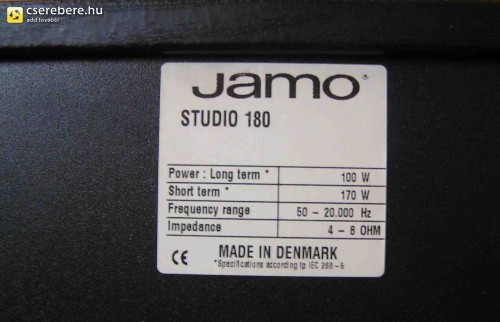 cserebere.hu
add tovább!
Jamo®
STUDIO 180
Power : Long term * 100 W
Short term * 170 W
Frequency range 50 – 20.000 Hz
Impedance 4 – 8 OHM
CE MADE IN DENMARK
*Specifications according to IEC 268–5